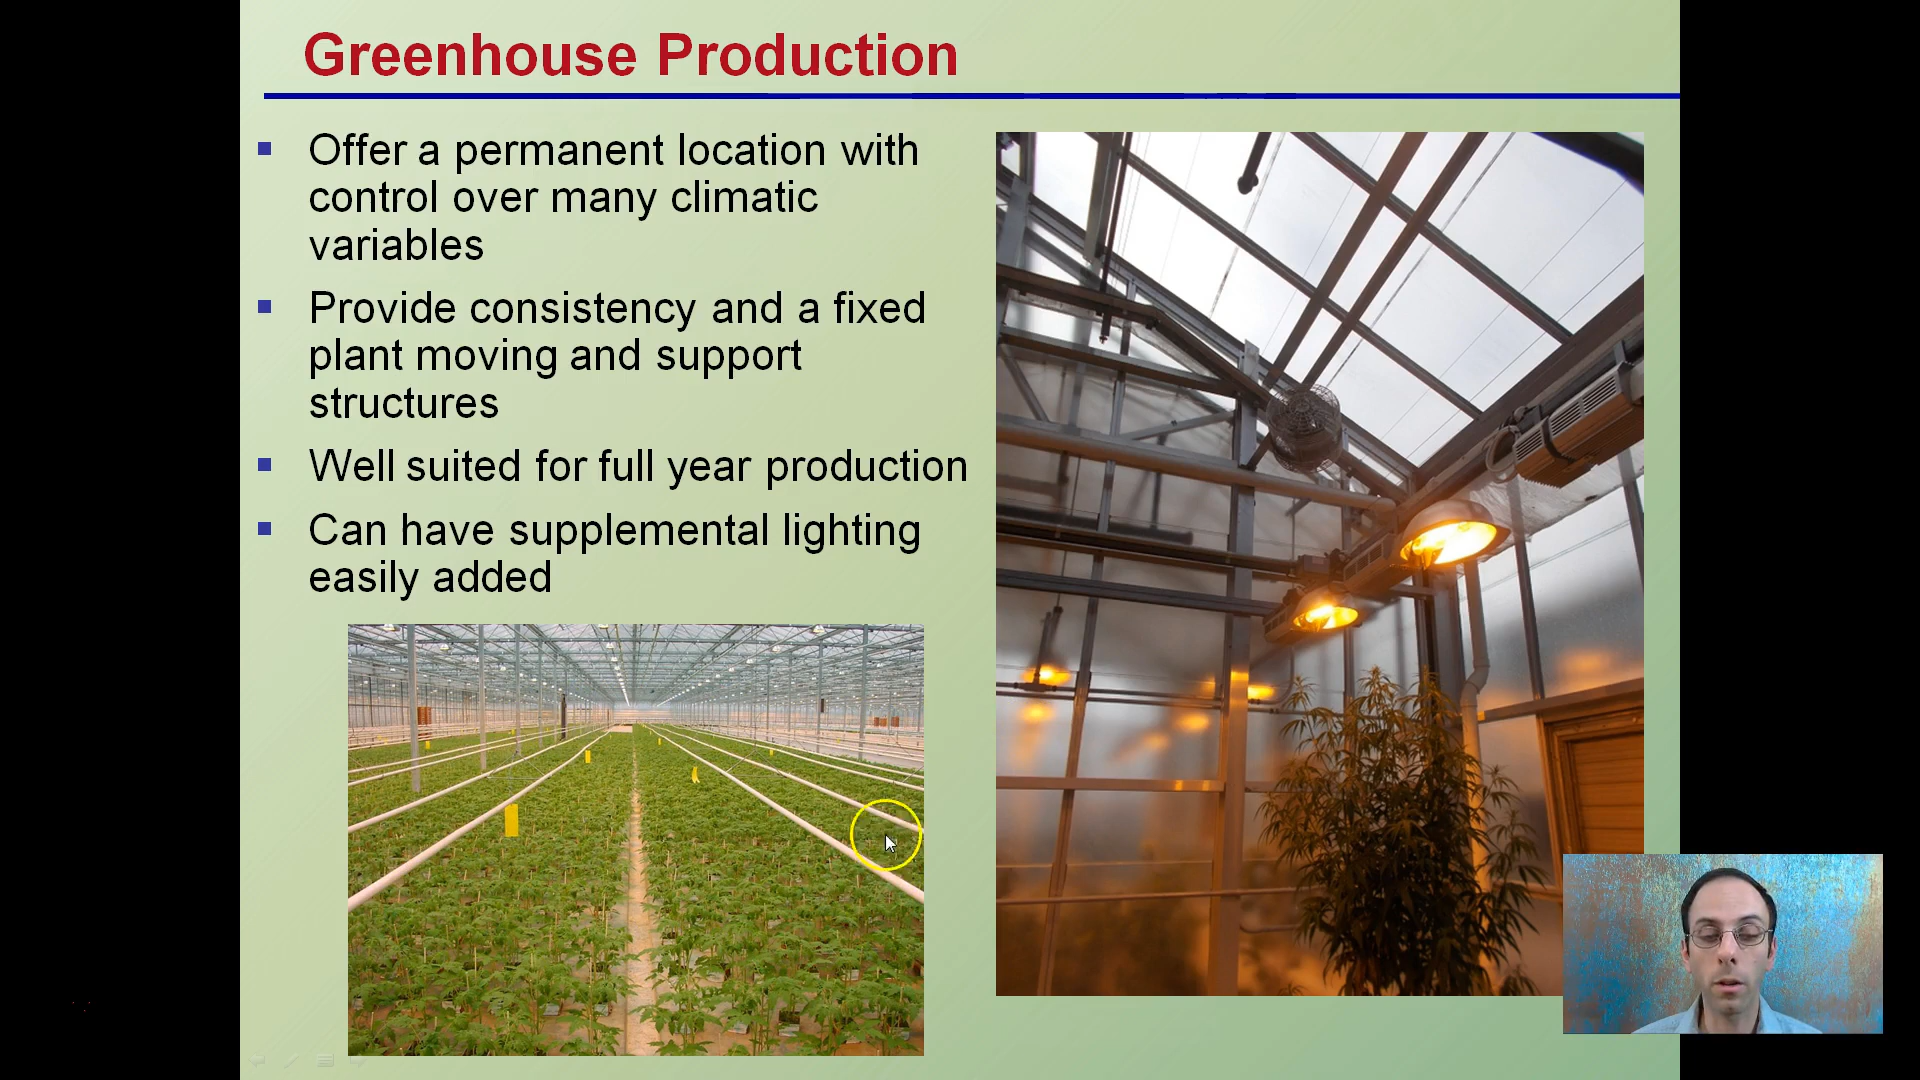 Greenhouse Production
Offer a permanent location with
control over many climatic
variables
Provide consistency and a fixed
plant moving and support
structures
Well suited for full year production
Can have supplemental lighting
easily added